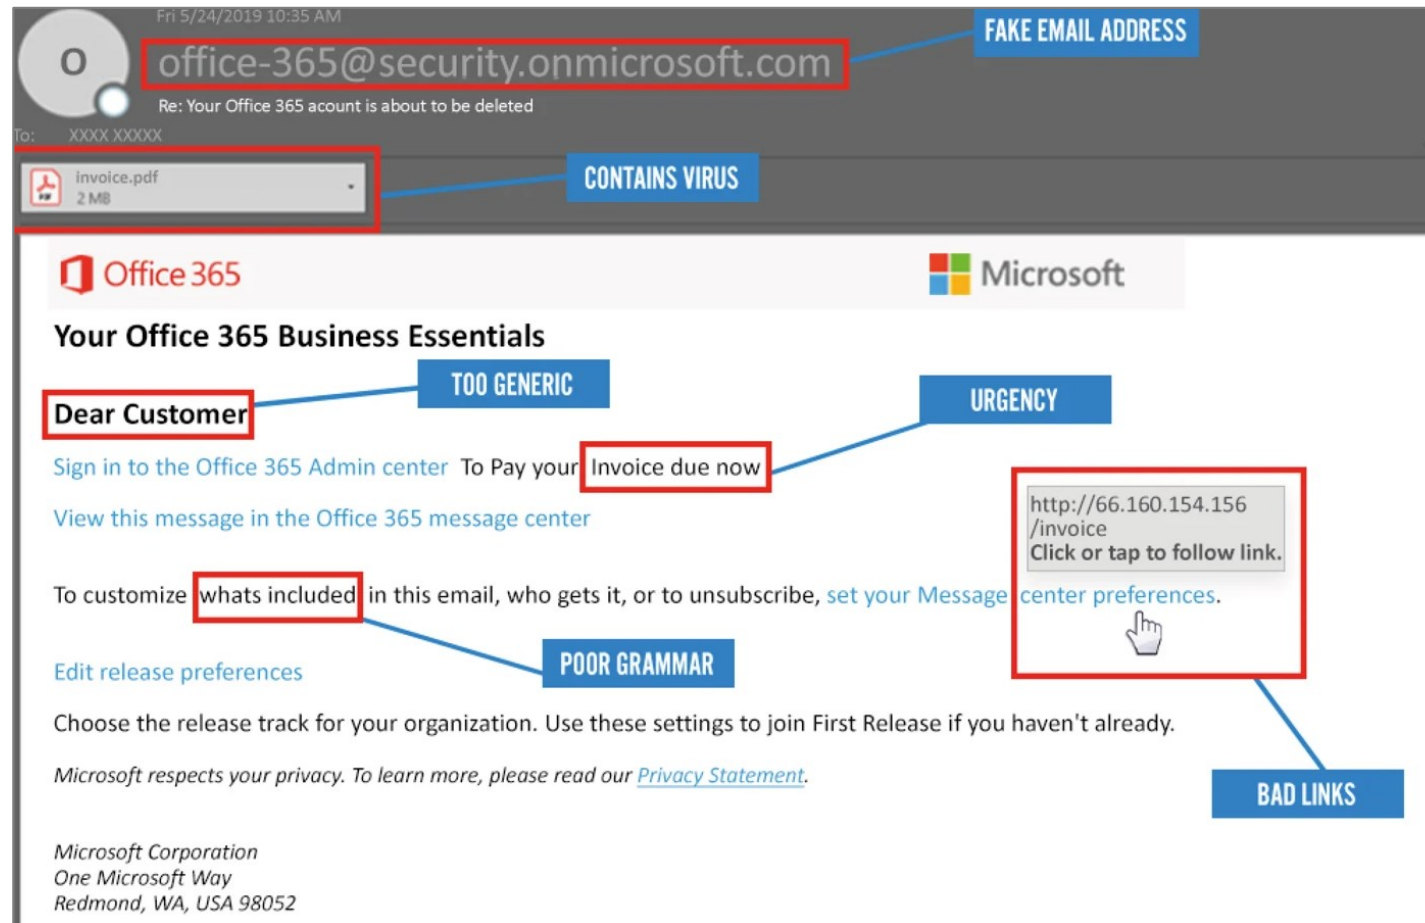 Fri 5/24/2019 10:35 AM
FAKE EMAIL ADDRESS
O
office-365@security.onmicrosoft.com
Re: Your Office 365 acount is about to be deleted
To: XXXX XXXXX
invoice.pdf
2 MB
CONTAINS VIRUS
Office 365
Microsoft
Your Office 365 Business Essentials
TOO GENERIC
URGENCY
Dear Customer
Sign in to the Office 365 Admin center To Pay your Invoice due now
http://66.160.154.156
/invoice
Click or tap to follow link.
View this message in the Office 365 message center
To customize whats included in this email, who gets it, or to unsubscribe, set your Message center preferences.
POOR GRAMMAR
Edit release preferences
Choose the release track for your organization. Use these settings to join First Release if you haven't already.
Microsoft respects your privacy. To learn more, please read our Privacy Statement.
BAD LINKS
Microsoft Corporation
One Microsoft Way
Redmond, WA, USA 98052